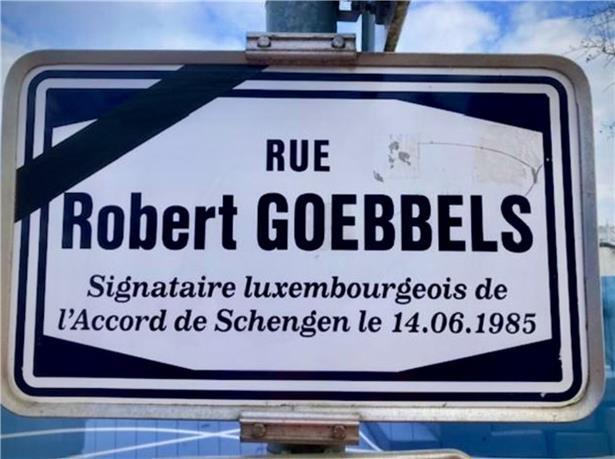 RUE
Robert GOEBBELS
Signataire luxembourgeois de
l'Accord de Schengen le 14.06.1985